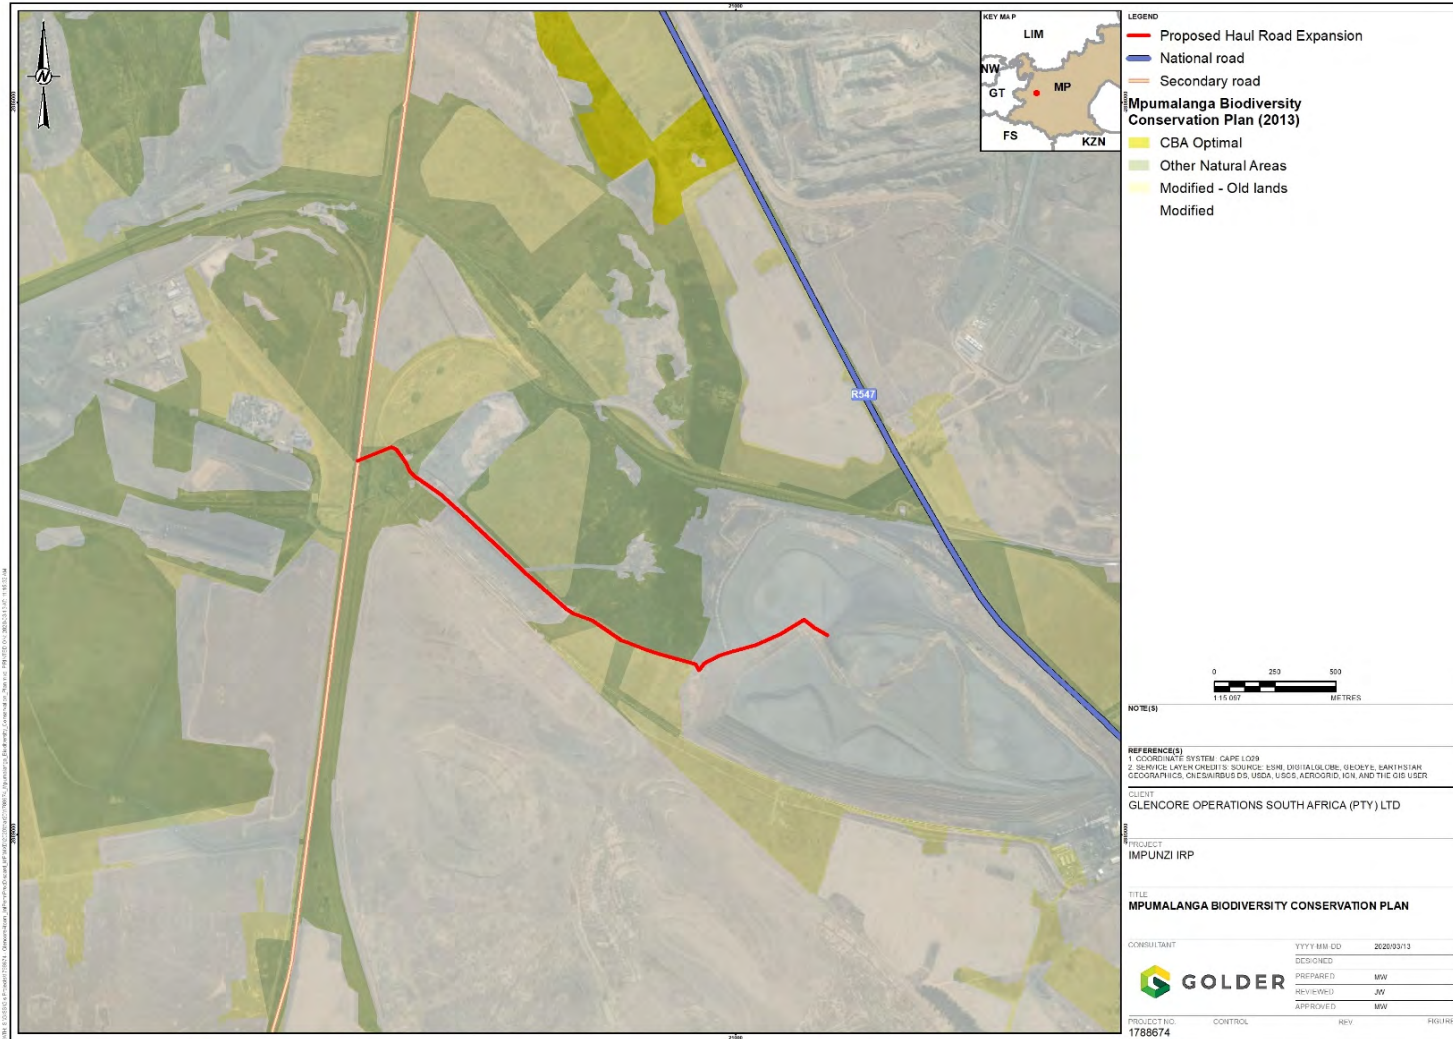 21000
N
R547
KEY MAP
LIM
NW
MP
GT
FS
KZN
LEGEND
Proposed Haul Road Expansion
National road
Secondary road
Mpumalanga Biodiversity
Conservation Plan (2013)
CBA Optimal
Other Natural Areas
Modified - Old lands
Modified
0 250 500
METRES
NOTE(S)
REFERENCE(S)
1. COORDINATE SYSTEM: CAPE LO29
2. SERVICE LAYER CREDITS: SOURCE: ESRI, DIGITALGLOBE, GEOEYE, EARTHSTAR
GEOGRAPHICS, CNES/AIRBUS DS, USDA, USGS, AEROGRID, IGN, AND THE GIS USER
CLIENT
GLENCORE OPERATIONS SOUTH AFRICA (PTY) LTD
PROJECT
IMPUNZI IRP
TITLE
MPUMALANGA BIODIVERSITY CONSERVATION PLAN
CONSULTANT
GOLDER
YYYY-MM-DD 2020/03/13
DESIGNED
PREPARED MW
REVIEWED JW
APPROVED MW
PROJECT NO. CONTROL REV FIGURE
1788674
21000